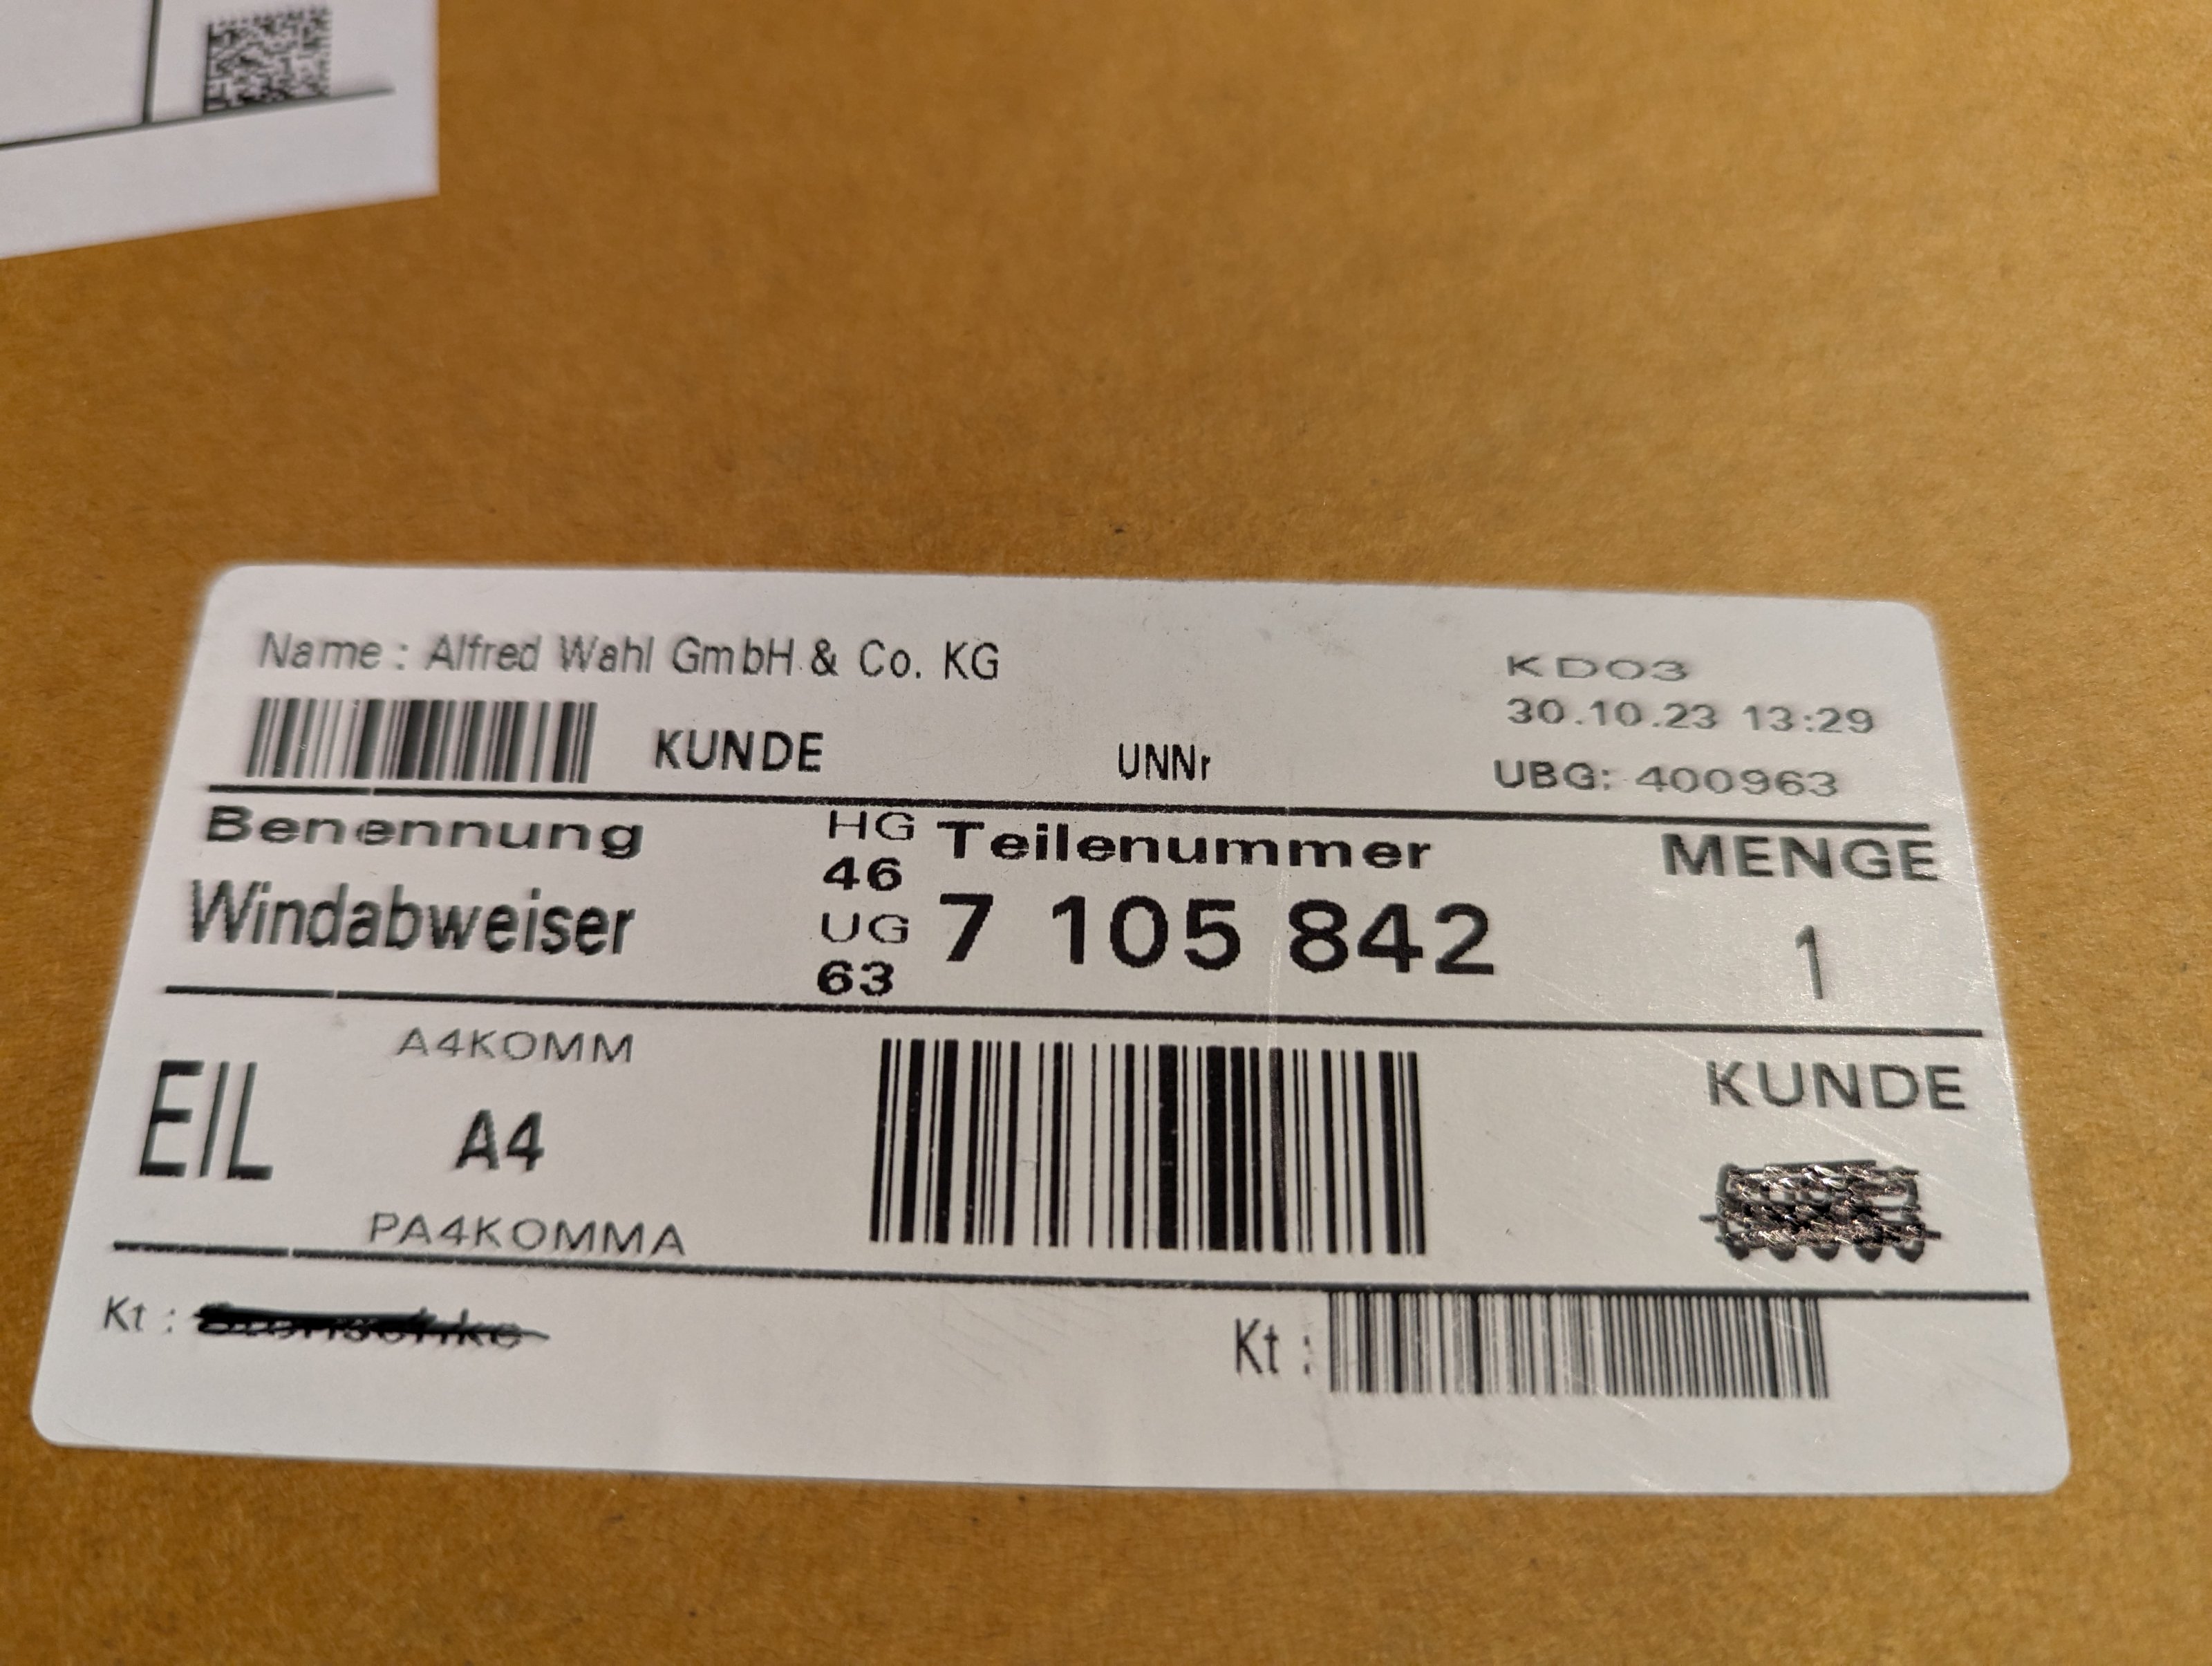 Name : Alfred Wahl GmbH & Co. KG
KD03
30.10.23 13:29
KUNDE
UNNr
UBG: 400963
Benennung
HG
Teilenummer
MENGE
46
Windabweiser
UG
7 105 842
1
63
A4KOMM
EIL
A4
KUNDE
PA4KOMMA
Kt :
Kt :